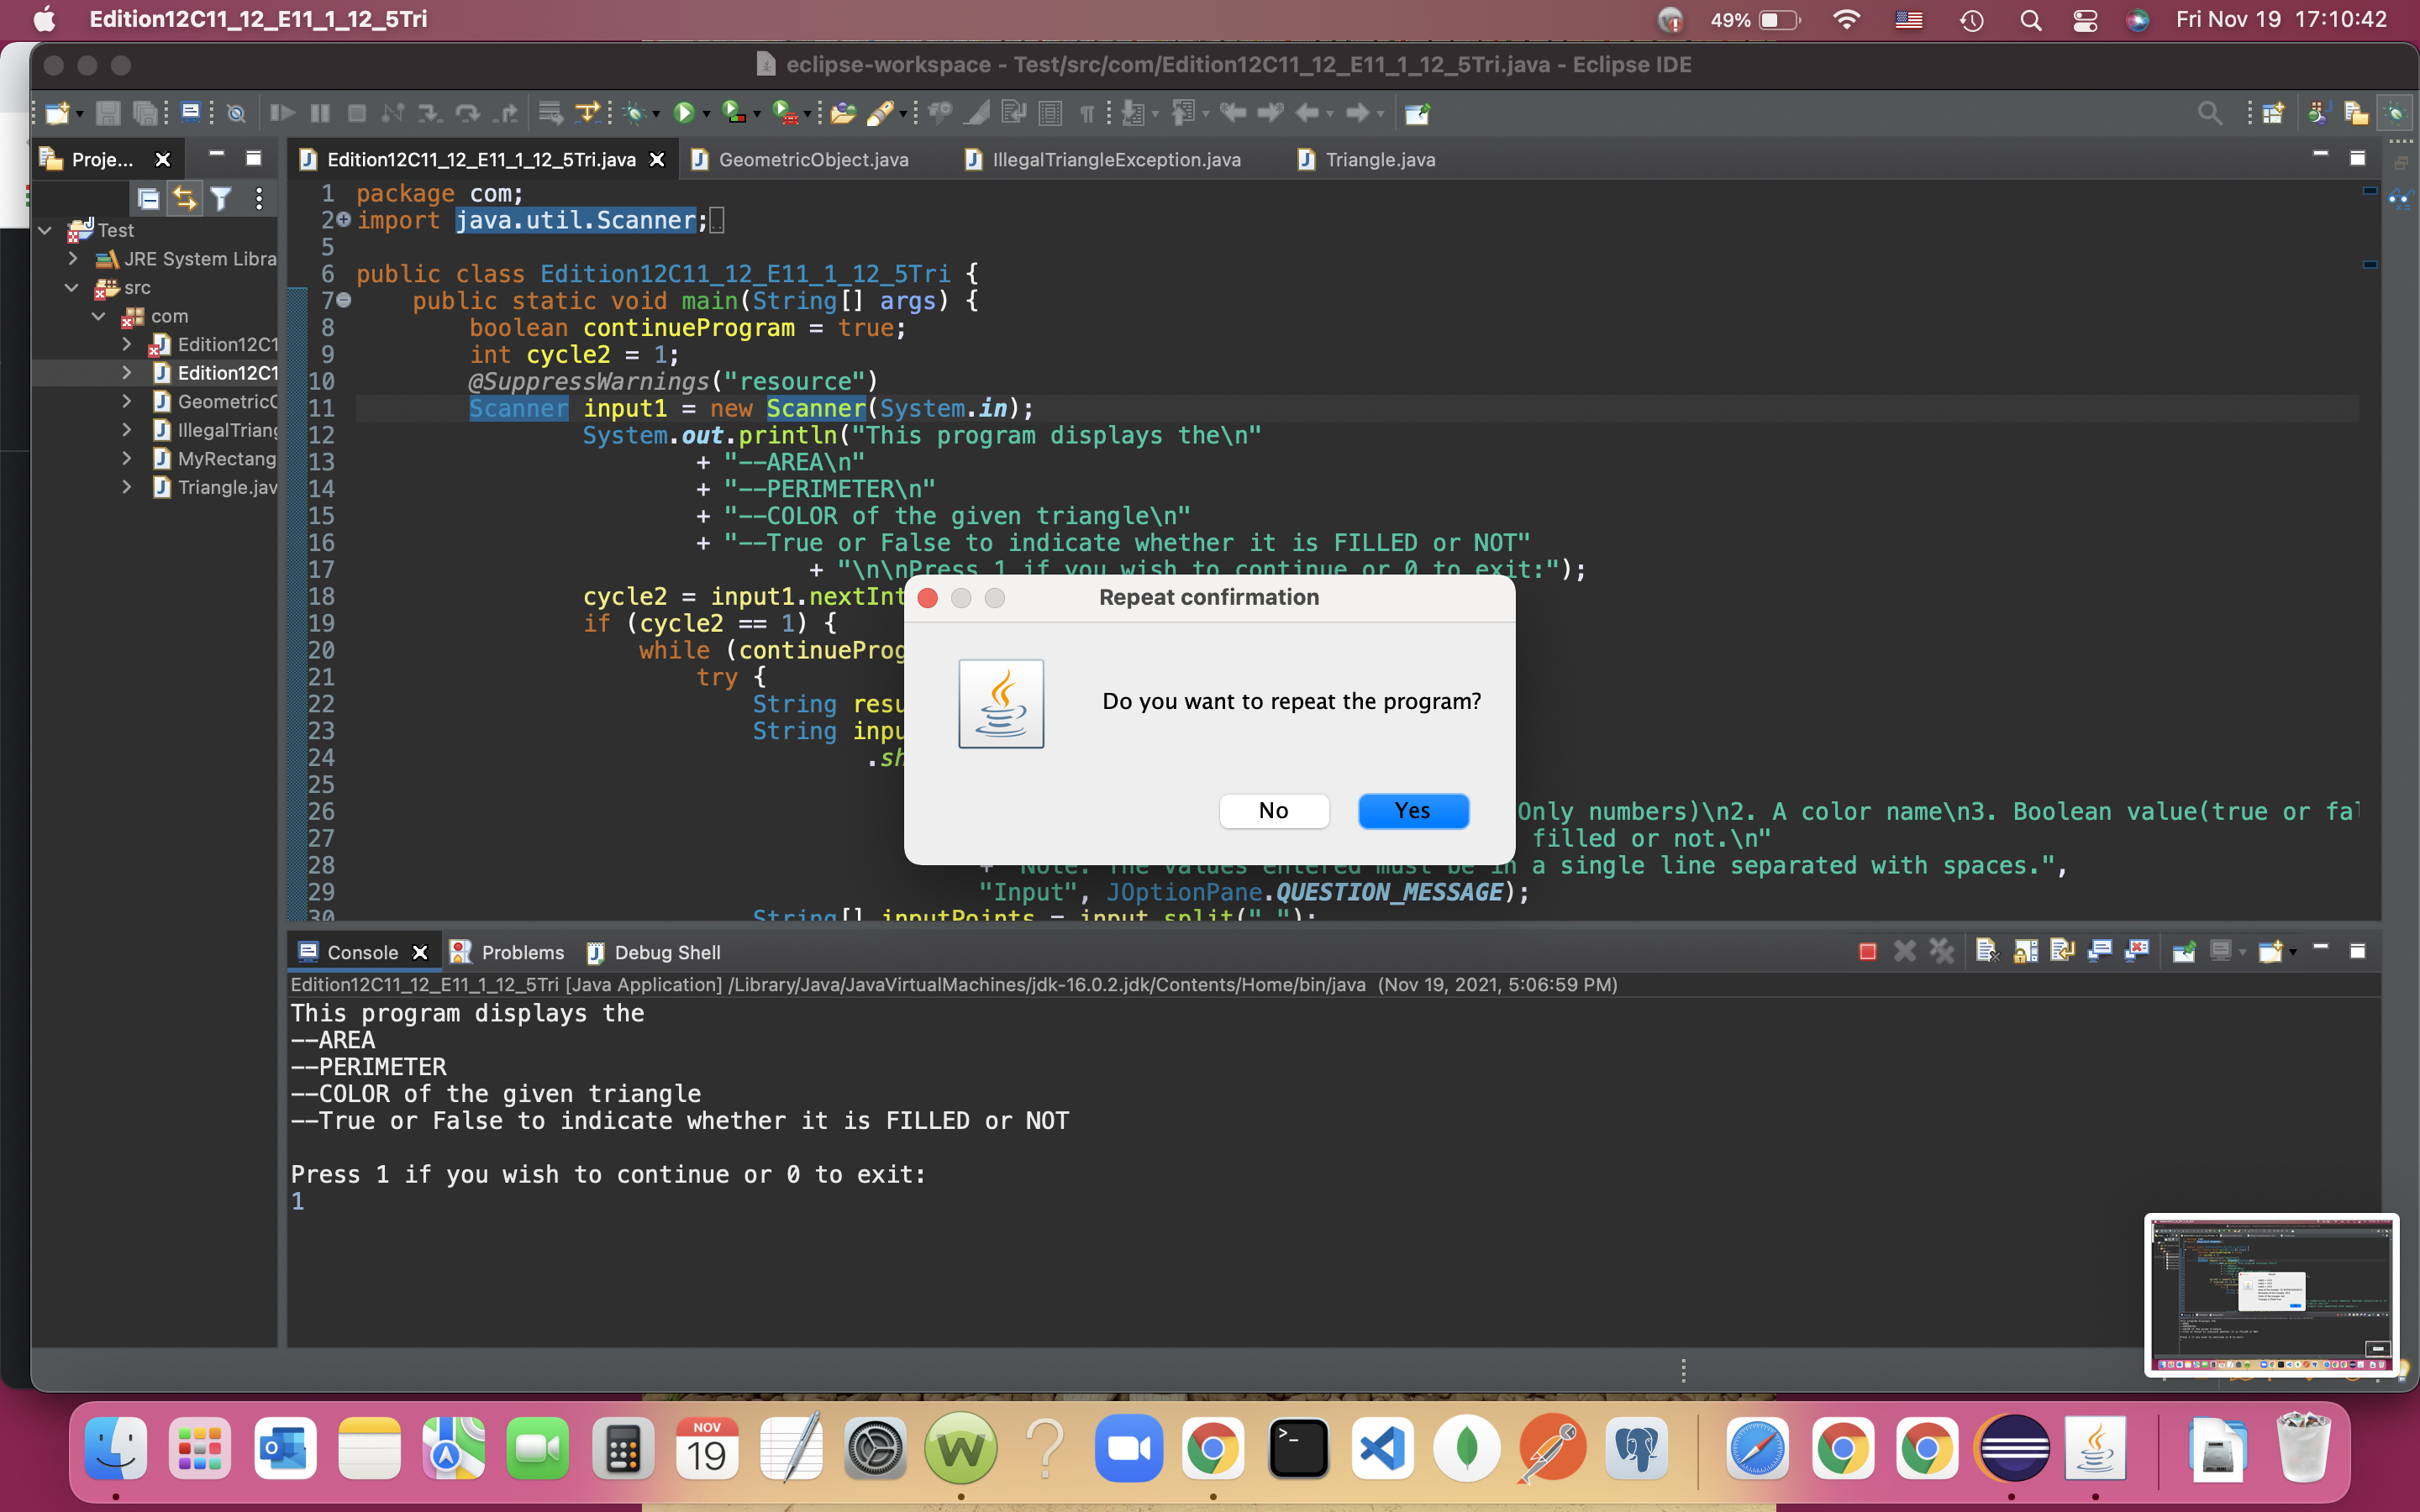 Edition12C11_12_E11_1_12_5Tri
49%
Fri Nov 19 17:10:42
eclipse-workspace - Test/src/com/Edition12C11_12_E11_1_12_5Tri.java - Eclipse IDE
Proje...
Edition12C11_12_E11_1_12_5Tri.java
GeometricObject.java
IllegalTriangleException.java
Triangle.java
Test
JRE System Libra
src
com
Edition12C1
Edition12C1
GeometricO
IllegalTriang
MyRectang
Triangle.jav
1 package com;
2 import java.util.Scanner;
5
6 public class Edition12C11_12_E11_1_12_5Tri {
7 public static void main(String[] args) {
8 boolean continueProgram = true;
9 int cycle2 = 1;
10 @SuppressWarnings("resource")
11 Scanner input1 = new Scanner(System.in);
12 System.out.println("This program displays the\n"
13 + "--AREA\n"
14 + "--PERIMETER\n"
15 + "--COLOR of the given triangle\n"
16 + "--True or False to indicate whether it is FILLED or NOT"
17 + "\n\nPress 1 if you wish to continue or 0 to exit:");
18 cycle2 = input1.nextInt
19 if (cycle2 == 1) {
20 while (continueProg
21 try {
22 String resu
23 String inpu
24 .sh
25
26 Only numbers)\n2. A color name\n3. Boolean value(true or fal
27 filled or not.\n"
28 + "Note: The values entered must be in a single line separated with spaces.",
29 "Input", JOptionPane.QUESTION_MESSAGE);
30 String[] inputPoints = input.split(" ");
Repeat confirmation
Do you want to repeat the program?
No
Yes
Console
Problems
Debug Shell
Edition12C11_12_E11_1_12_5Tri [Java Application] /Library/Java/JavaVirtualMachines/jdk-16.0.2.jdk/Contents/Home/bin/java (Nov 19, 2021, 5:06:59 PM)
This program displays the
--AREA
--PERIMETER
--COLOR of the given triangle
--True or False to indicate whether it is FILLED or NOT
Press 1 if you wish to continue or 0 to exit:
1
NOV
19